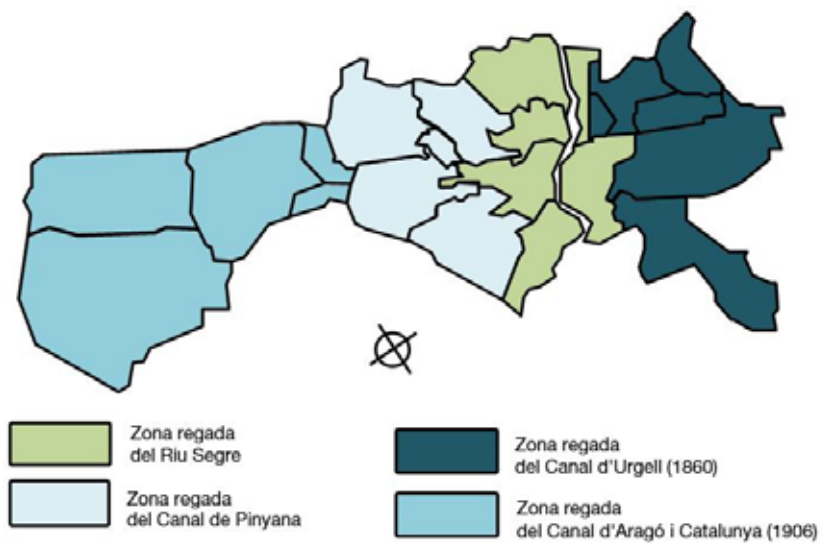 Zona regada
del Riu Segre
Zona regada
del Canal de Pinyana
Zona regada
del Canal d'Urgell (1860)
Zona regada
del Canal d'Aragó i Catalunya (1906)